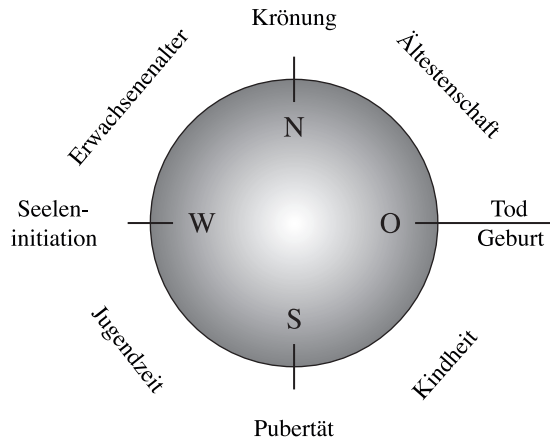 Krönung
Erwachsenenalter
Ältestenschaft
N
Seelen-
initiation
W
O
Tod
Geburt
S
Jugendzeit
Kindheit
Pubertät